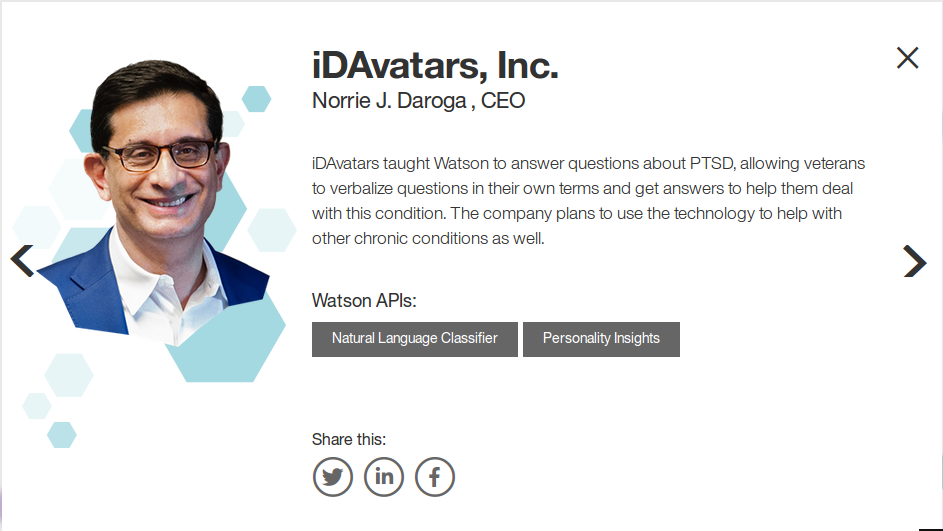 iDAvatars, Inc.
Norrie J. Daroga , CEO
iDAvatars taught Watson to answer questions about PTSD, allowing veterans
to verbalize questions in their own terms and get answers to help them deal
with this condition. The company plans to use the technology to help with
other chronic conditions as well.
Watson APIs:
Natural Language Classifier
Personality Insights
Share this:
in
f